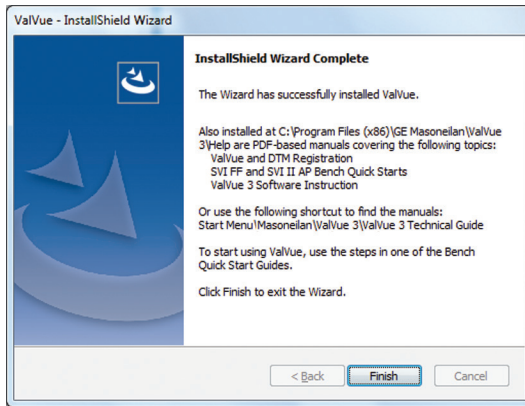 ValVue - InstallShield Wizard
InstallShield Wizard Complete
The Wizard has successfully installed ValVue.
Also installed at C:\Program Files (x86)\GE Masoneilan\ValVue
3\Help are PDF-based manuals covering the following topics:
ValVue and DTM Registration
SVI FF and SVI II AP Bench Quick Starts
ValVue 3 Software Instruction
Or use the following shortcut to find the manuals:
Start Menu\Masoneilan\ValVue 3\ValVue 3 Technical Guide
To start using ValVue, use the steps in one of the Bench
Quick Start Guides.
Click Finish to exit the Wizard.
< Back Finish Cancel